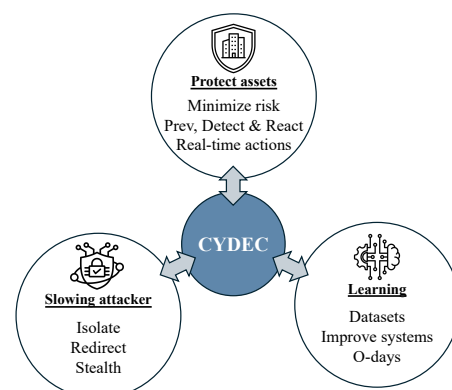 Protect assets
Minimize risk
Prev, Detect & React
Real-time actions
CYDEC
Slowing attacker
Isolate
Redirect
Stealth
Learning
Datasets
Improve systems
O-days